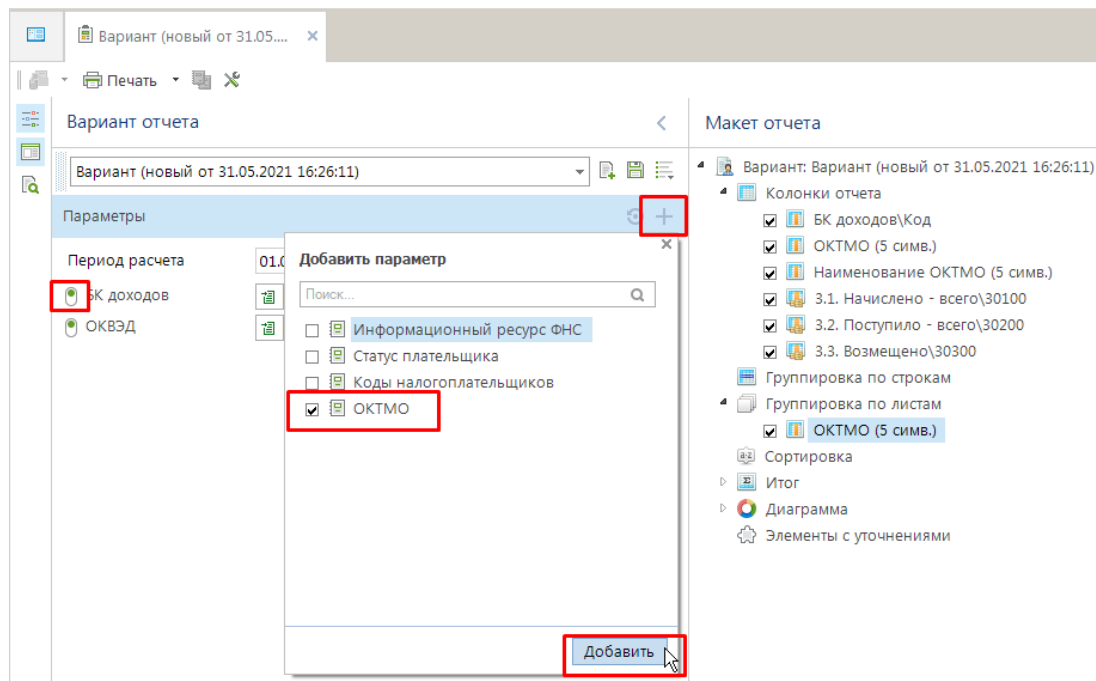 Вариант (новый от 31.05....
Печать
Вариант отчета
Вариант (новый от 31.05.2021 16:26:11)
Параметры
Период расчета
01.0
БК доходов
ОКВЭД
Добавить параметр
Поиск...
Информационный ресурс ФНС
Статус плательщика
Коды налогоплательщиков
ОКТМО
Добавить
Макет отчета
Вариант: Вариант (новый от 31.05.2021 16:26:11)
Колонки отчета
БК доходов\Код
ОКТМО (5 симв.)
Наименование ОКТМО (5 симв.)
3.1. Начислено - всего\30100
3.2. Поступило - всего\30200
3.3. Возмещено\30300
Группировка по строкам
Группировка по листам
ОКТМО (5 симв.)
Сортировка
Итог
Диаграмма
Элементы с уточнениями